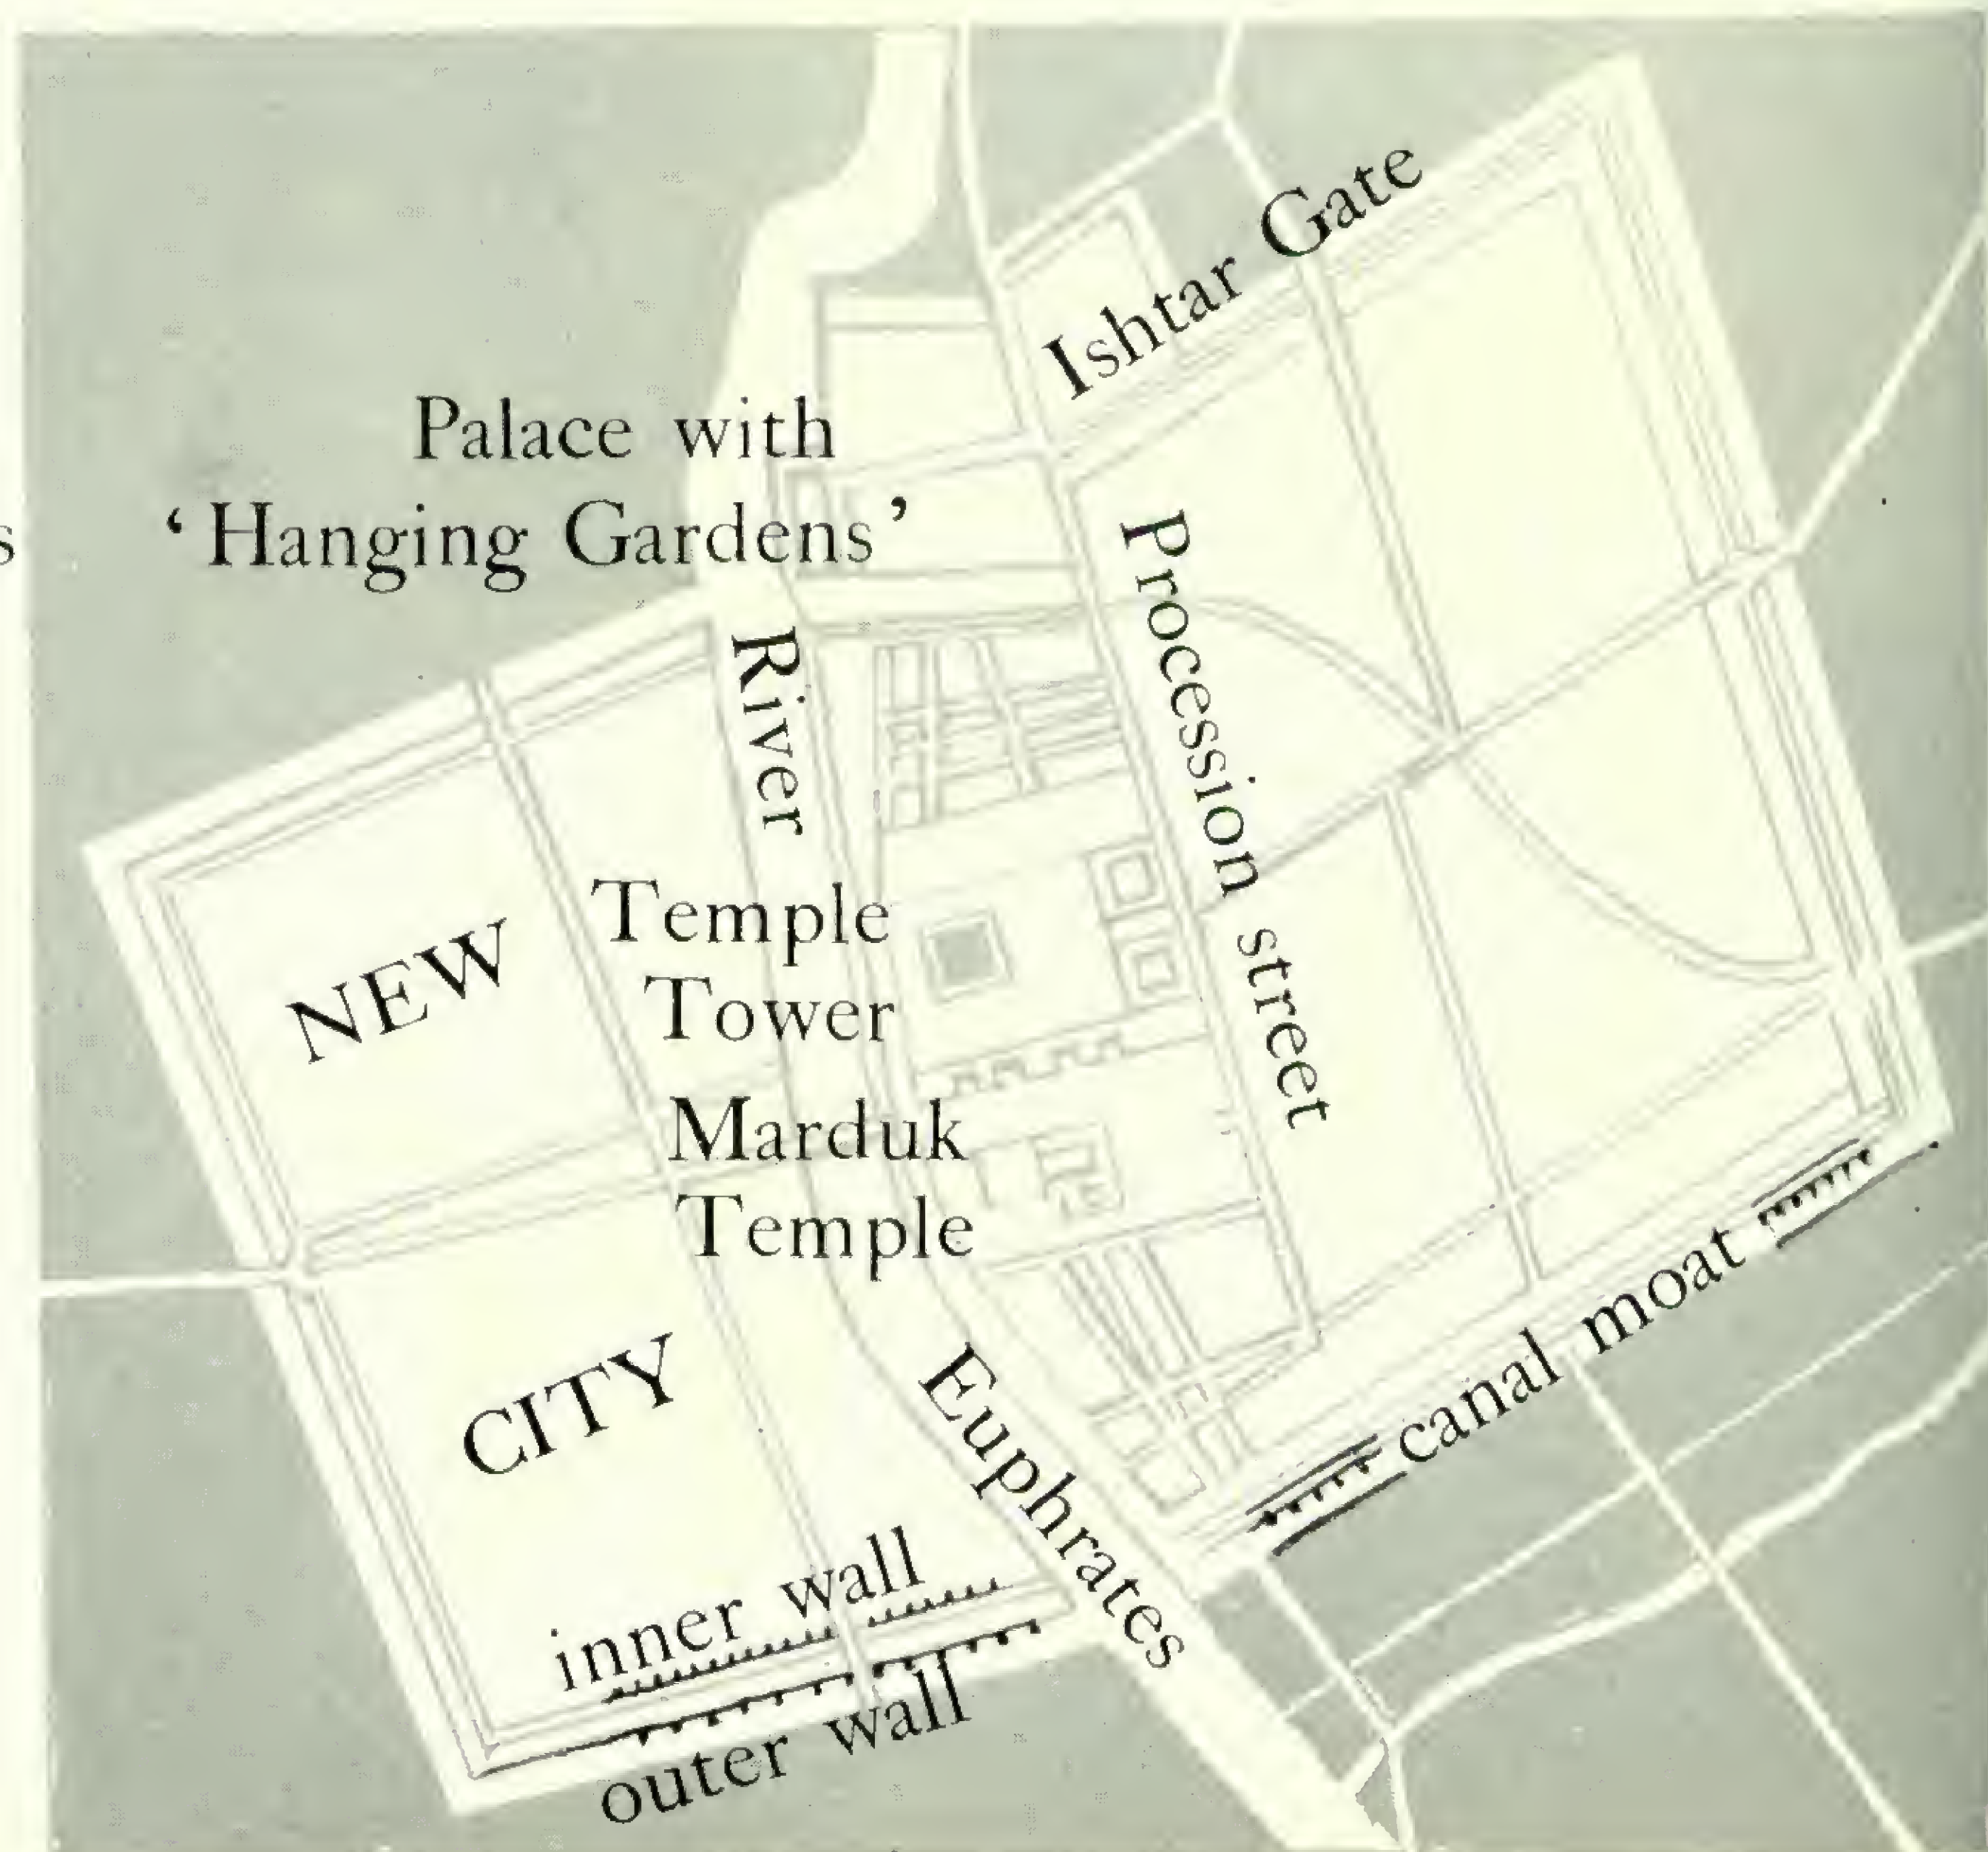 Ishtar Gate
Palace with
‘Hanging Gardens’
s
Procession street
River
Temple
Tower
NEW
Marduk
Temple
CITY
Euphrates
canal moat
inner wall
outer wall